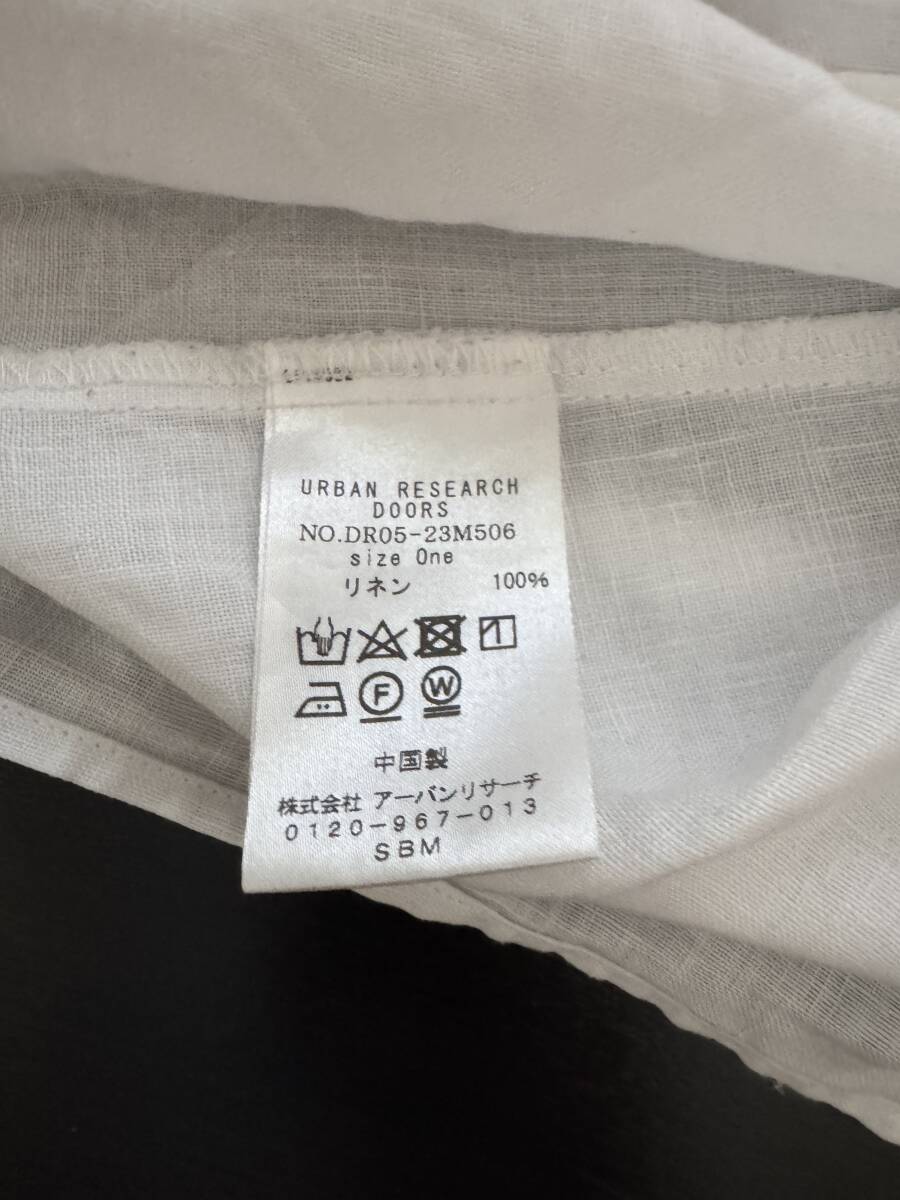 URBAN RESEARCH
DOORS
NO.DR05-23M506
size One
リネン 100%
F W
中国製
株式会社 アーバンリサーチ
0120-967-013
SBM